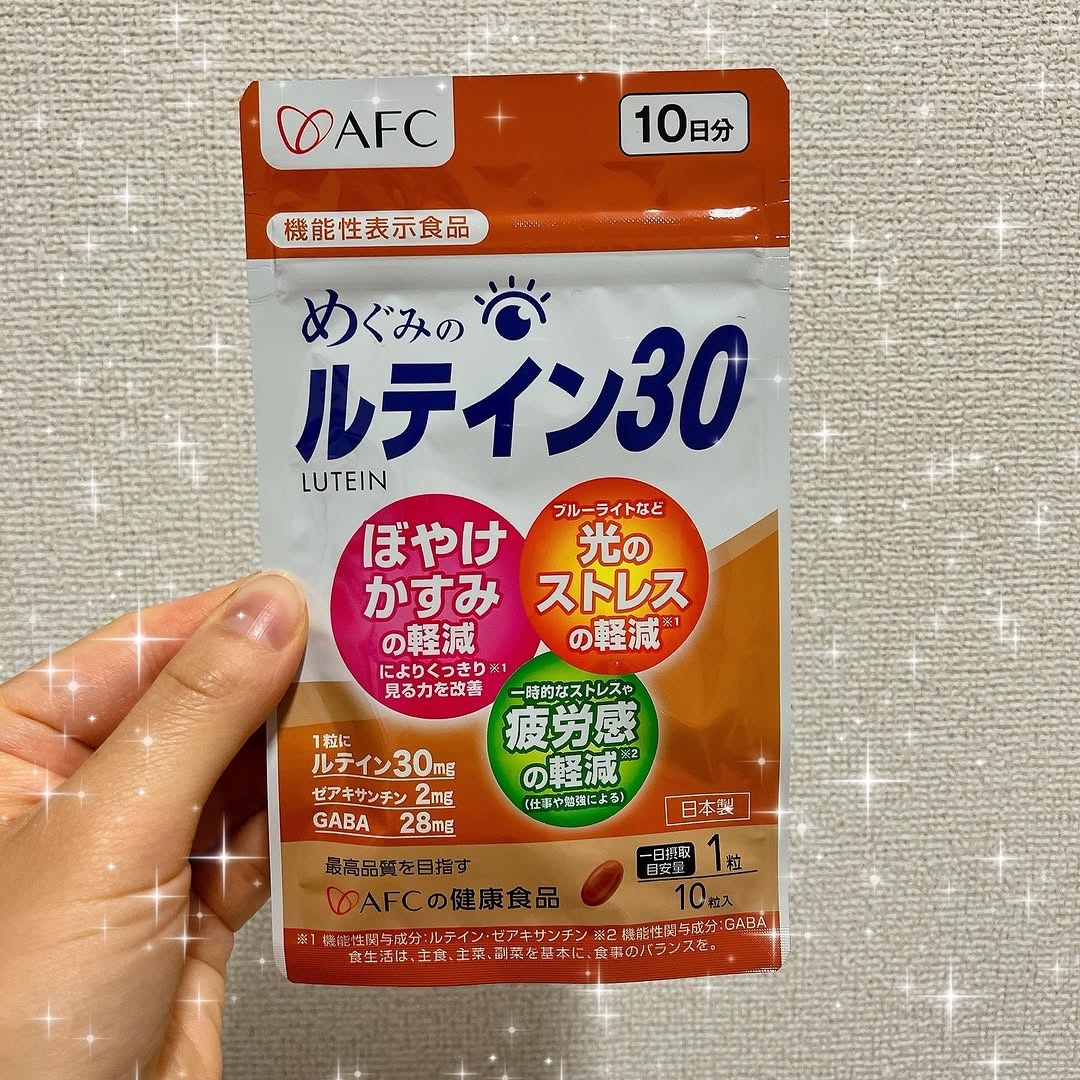 AFC
10日分
機能性表示食品
めぐみの
ルテイン30
LUTEIN
ぼやけ
かすみ
の軽減
によりくっきり※1
見る力を改善
ブルーライトなど
光の
ストレス
の軽減※1
一時的なストレスや
疲労感
の軽減※2
(仕事や勉強による)
1粒に
ルテイン30mg
ゼアキサンチン 2mg
GABA 28mg
日本製
最高品質を目指す
AFCの健康食品
一日摂取
目安量
1粒
10粒入
※1 機能性関与成分:ルテイン・ゼアキサンチン ※2 機能性関与成分:GABA
食生活は、主食、主菜、副菜を基本に、食事のバランスを。